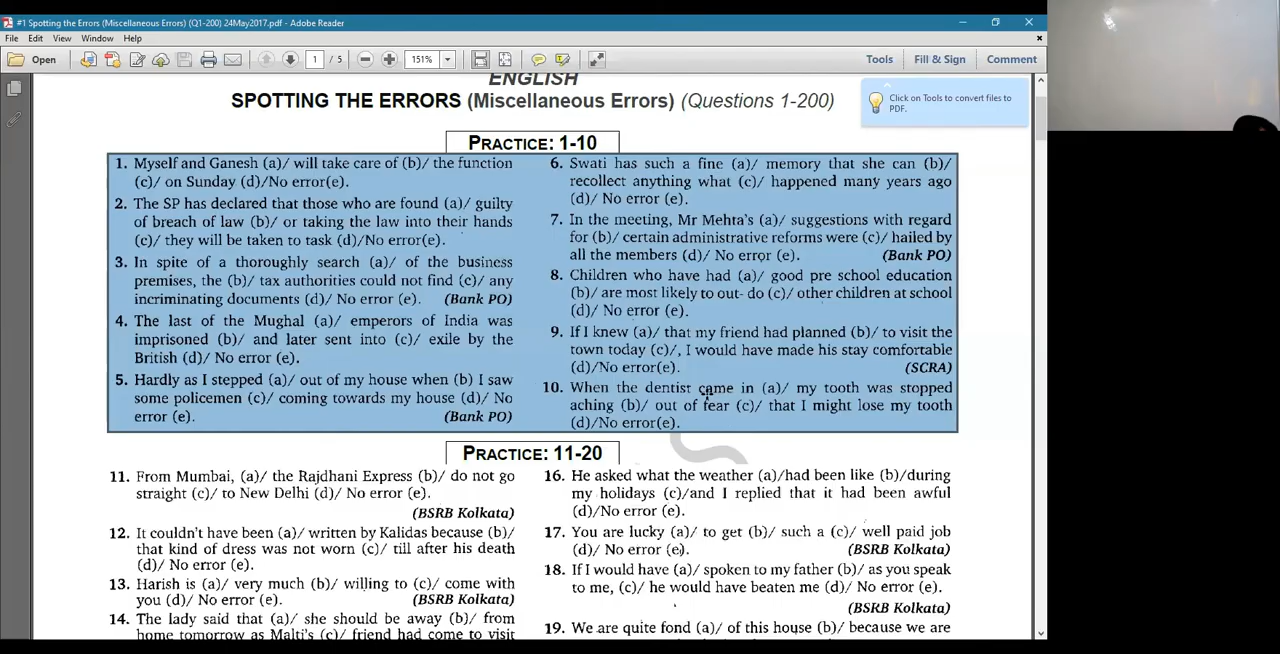 #1 Spotting the Errors (Miscellaneous Errors) (Q1-200) 24May2017.pdf - Adobe Reader
File Edit View Window Help
Open 1 / 5 151% Tools Fill & Sign Comment
Click on Tools to convert files to
PDF.
ENGLISH
SPOTTING THE ERRORS (Miscellaneous Errors) (Questions 1-200)
PRACTICE: 1-10
1. Myself and Ganesh (a)/ will take care of (b)/ the function
(c)/ on Sunday (d)/No error(e).
2. The SP has declared that those who are found (a)/ guilty
of breach of law (b)/ or taking the law into their hands
(c)/ they will be taken to task (d)/No error(e).
3. In spite of a thoroughly search (a)/ of the business
premises, the (b)/ tax authorities could not find (c)/ any
incriminating documents (d)/ No error (e). (Bank PO)
4. The last of the Mughal (a)/ emperors of India was
imprisoned (b)/ and later sent into (c)/ exile by the
British (d)/ No error (e).
5. Hardly as I stepped (a)/ out of my house when (b) I saw
some policemen (c)/ coming towards my house (d)/ No
error (e). (Bank PO)
6. Swati has such a fine (a)/ memory that she can (b)/
recollect anything what (c)/ happened many years ago
(d)/ No error (e).
7. In the meeting, Mr Mehra's (a)/ suggestions with regard
for (b)/ certain administrative reforms were (c)/ hailed by
all the members (d)/ No error (e). (Bank PO)
8. Children who have had (a)/ good pre school education
(b)/ are most likely to out- do (c)/ other children at school
(d)/ No error (e).
9. If I knew (a)/ that my friend had planned (b)/ to visit the
town today (c)/, I would have made his stay comfortable
(d)/No error(e). (SCRA)
10. When the dentist came in (a)/ my tooth was stopped
aching (b)/ out of fear (c)/ that I might lose my tooth
(d)/No error(e).
PRACTICE: 11-20
11. From Mumbai, (a)/ the Rajdhani Express (b)/ do not go
straight (c)/ to New Delhi (d)/ No error (e).
(BSRB Kolkata)
12. It couldn't have been (a)/ written by Kalidas because (b)/
that kind of dress was not worn (c)/ till after his death
(d)/ No error (e).
13. Harish is (a)/ very much (b)/ willing to (c)/ come with
you (d)/ No error (e). (BSRB Kolkata)
14. The lady said that (a)/ she should be away (b)/ from
home tomorrow as Malti's (c)/ friend had come to visit
16. He asked what the weather (a)/had been like (b)/during
my holidays (c)/and I replied that it had been awful
(d)/No error (e).
17. You are lucky (a)/ to get (b)/ such a (c)/ well paid job
(d)/ No error (e). (BSRB Kolkata)
18. If I would have (a)/ spoken to my father (b)/ as you speak
to me, (c)/ he would have beaten me (d)/ No error (e).
(BSRB Kolkata)
19. We are quite fond (a)/ of this house (b)/ because we are